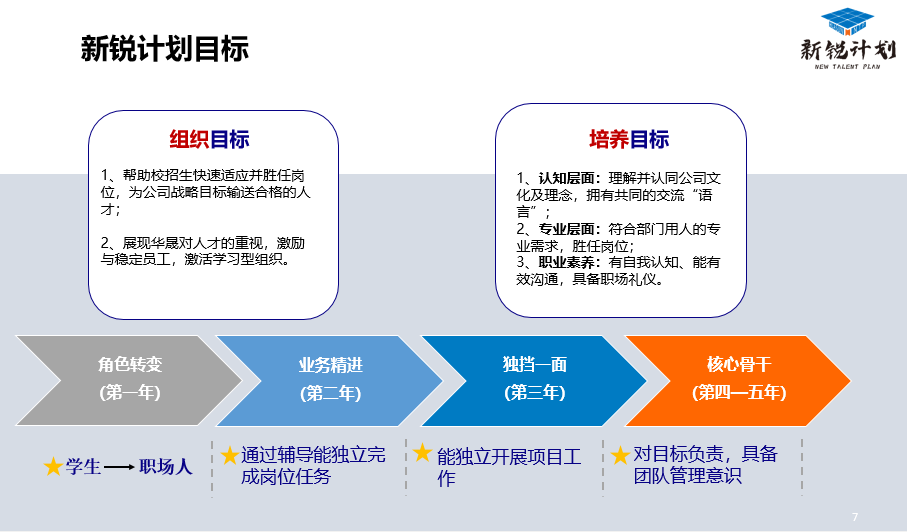 新锐计划目标
新锐计划
NEW TALENT PLAN
组织目标
1、帮助校招生快速适应并胜任岗
位，为公司战略目标输送合格的人
才；
2、展现华晟对人才的重视，激励
与稳定员工，激活学习型组织。
培养目标
1、认知层面：理解并认同公司文
化及理念，拥有共同的交流“语
言”；
2、专业层面：符合部门用人的专
业需求，胜任岗位；
3、职业素养：有自我认知、能有
效沟通，具备职场礼仪。
角色转变
(第一年)
业务精进
(第二年)
独挡一面
(第三年)
核心骨干
(第四—五年)
学生 职场人
通过辅导能独立完
成岗位任务
能独立开展项目工
作
对目标负责，具备
团队管理意识
7